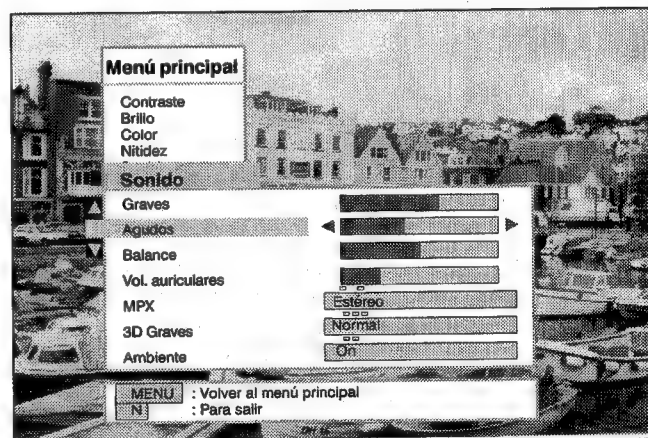 Menú principal
Contraste
Brillo
Color
Nitidez
Sonido
Graves
Agudos
Balance
Vol. auriculares
MPX Estéreo
3D Graves Normal
Ambiente On
MENU : Volver al menú principal
N : Para salir